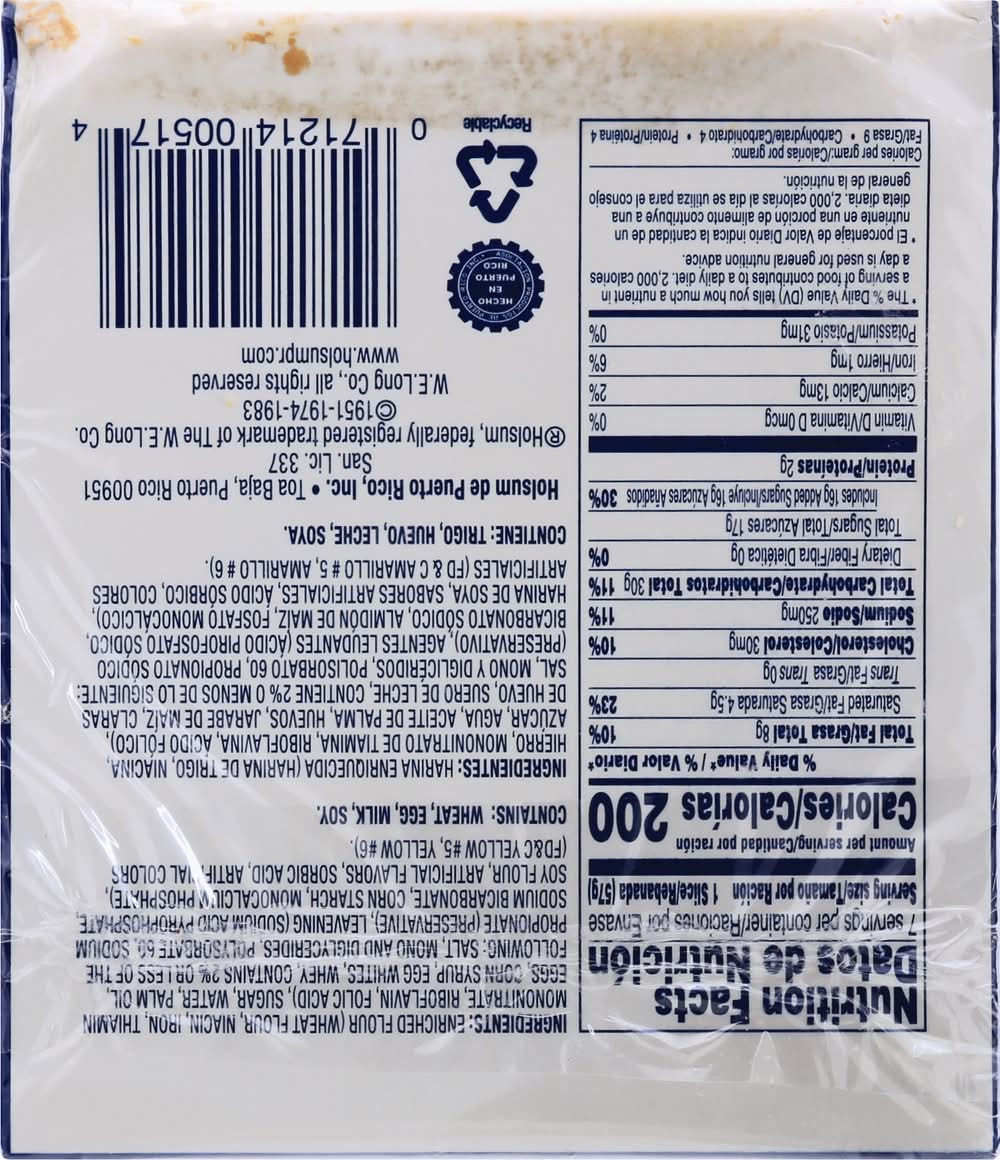 Nutrition Facts
Datos de Nutrición
7 servings per container/Raciones por Envase
Serving size/Tamaño por Ración 1 Slice/Rebanada (57g)
Amount per serving/Cantidad por ración
Calories/Calorías 200
% Daily Value* / % Valor Diario*
Total Fat/Grasa Total 8g 10%
Saturated Fat/Grasa Saturada 4.5g 23%
Trans Fat/Grasa Trans 0g
Cholesterol/Colesterol 30mg 10%
Sodium/Sodio 250mg 11%
Total Carbohydrate/Carbohidratos Total 30g 11%
Dietary Fiber/Fibra Dietética 0g 0%
Total Sugars/Total Azúcares 17g
Includes 16g Added Sugars/Incluye 16g Azúcares Añadidos 30%
Protein/Proteínas 2g
Vitamin D/Vitamina D 0mcg 0%
Calcium/Calcio 13mg 2%
Iron/Hierro 1mg 6%
Potassium/Potasio 31mg 0%
* The % Daily Value (DV) tells you how much a nutrient in
a serving of food contributes to a daily diet. 2,000 calories
a day is used for general nutrition advice.
* El porcentaje de Valor Diario indica la cantidad de un
nutriente en una porción de alimento contribuye a una
dieta diaria. 2,000 calorías al día se utiliza para el consejo
general de la nutrición.
Calories per gram:/Calorías por gramo:
Fat/Grasa 9 • Carbohydrate/Carbohidrato 4 • Protein/Proteína 4
INGREDIENTS: ENRICHED FLOUR (WHEAT FLOUR, NIACIN, IRON, THIAMIN
MONONITRATE, RIBOFLAVIN, FOLIC ACID), SUGAR, WATER, PALM OIL,
EGGS, CORN SYRUP, EGG WHITES, WHEY, CONTAINS 2% OR LESS OF THE
FOLLOWING: SALT, MONO AND DIGLYCERIDES, POLYSORBATE 60, SODIUM
PROPIONATE (PRESERVATIVE), LEAVENING (SODIUM ACID PYROPHOSPHATE,
SODIUM BICARBONATE, CORN STARCH, MONOCALCIUM PHOSPHATE),
SOY FLOUR, ARTIFICIAL FLAVORS, SORBIC ACID, ARTIFICIAL COLORS
(FD&C YELLOW #5, YELLOW #6).
CONTAINS: WHEAT, EGG, MILK, SOY.
INGREDIENTES: HARINA ENRIQUECIDA (HARINA DE TRIGO, NIACINA,
HIERRO, MONONITRATO DE TIAMINA, RIBOFLAVINA, ÁCIDO FÓLICO),
AZÚCAR, AGUA, ACEITE DE PALMA, HUEVOS, JARABE DE MAÍZ, CLARAS
DE HUEVO, SUERO DE LECHE, CONTIENE 2% O MENOS DE LO SIGUIENTE:
SAL, MONO Y DIGLICÉRIDOS, POLISORBATO 60, PROPIONATO SÓDICO
(PRESERVATIVO), AGENTES LEUDANTES (ÁCIDO PIROFOSFATO SÓDICO,
BICARBONATO SÓDICO, ALMIDÓN DE MAÍZ, FOSFATO MONOCÁLCICO),
HARINA DE SOYA, SABORES ARTIFICIALES, ÁCIDO SÓRBICO, COLORES
ARTIFICIALES (FD & C AMARILLO # 5, AMARILLO # 6).
CONTIENE: TRIGO, HUEVO, LECHE, SOYA.
Holsum de Puerto Rico, Inc. • Toa Baja, Puerto Rico 00951
San. Lic. 337
®Holsum, federally registered trademark of The W.E.Long Co.
©1951-1974-1983
W.E.Long Co., all rights reserved
www.holsumpr.com
HECHO
EN
PUERTO
RICO
Recyclable
0 71214 00517 4